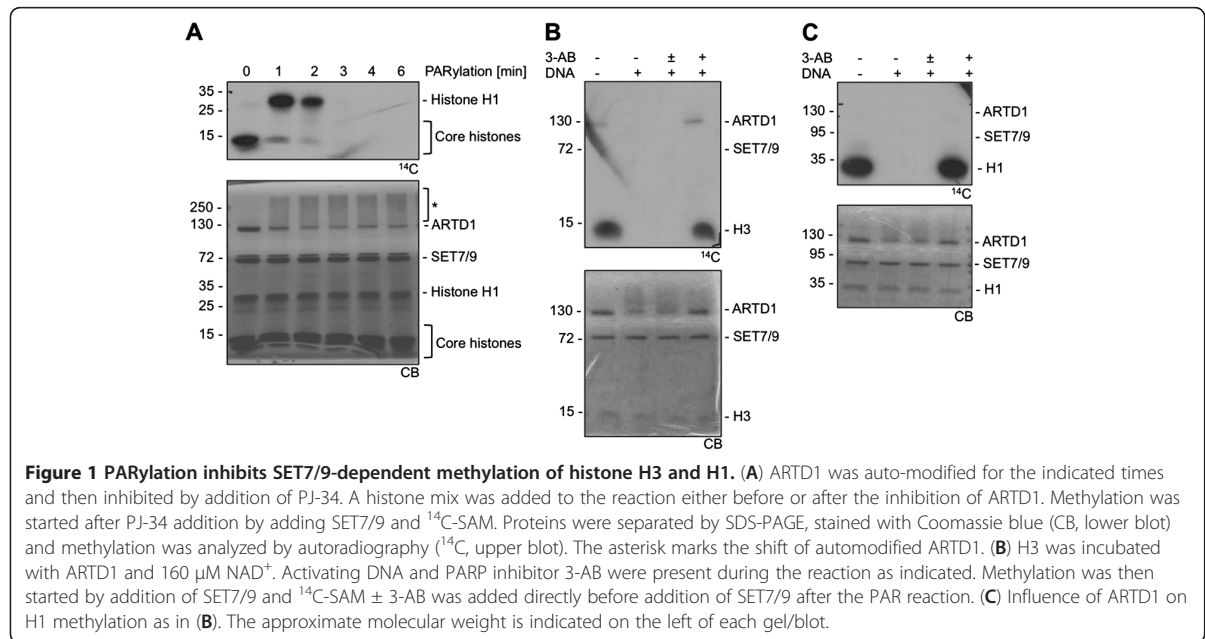 A
0 1 2 3 4 6 PARylation [min]
35 -
25 -
15 -
- Histone H1
Core histones
14C
250 -
130 -
72 -
35 -
25 -
15 -
*
- ARTD1
- SET7/9
- Histone H1
Core histones
CB
B
3-AB - - ± +
DNA - + + +
130 -
72 -
15 -
- ARTD1
- SET7/9
- H3
14C
130 -
72 -
15 -
- ARTD1
- SET7/9
- H3
CB
C
3-AB - - ± +
DNA - + + +
130 -
95 -
35 -
- ARTD1
- SET7/9
- H1
14C
130 -
95 -
35 -
- ARTD1
- SET7/9
- H1
CB
Figure 1 PARylation inhibits SET7/9-dependent methylation of histone H3 and H1. (A) ARTD1 was auto-modified for the indicated times
and then inhibited by addition of PJ-34. A histone mix was added to the reaction either before or after the inhibition of ARTD1. Methylation was
started after PJ-34 addition by adding SET7/9 and 14C-SAM. Proteins were separated by SDS-PAGE, stained with Coomassie blue (CB, lower blot)
and methylation was analyzed by autoradiography (14C, upper blot). The asterisk marks the shift of automodified ARTD1. (B) H3 was incubated
with ARTD1 and 160 μM NAD+. Activating DNA and PARP inhibitor 3-AB were present during the reaction as indicated. Methylation was then
started by addition of SET7/9 and 14C-SAM ± 3-AB was added directly before addition of SET7/9 after the PAR reaction. (C) Influence of ARTD1 on
H1 methylation as in (B). The approximate molecular weight is indicated on the left of each gel/blot.